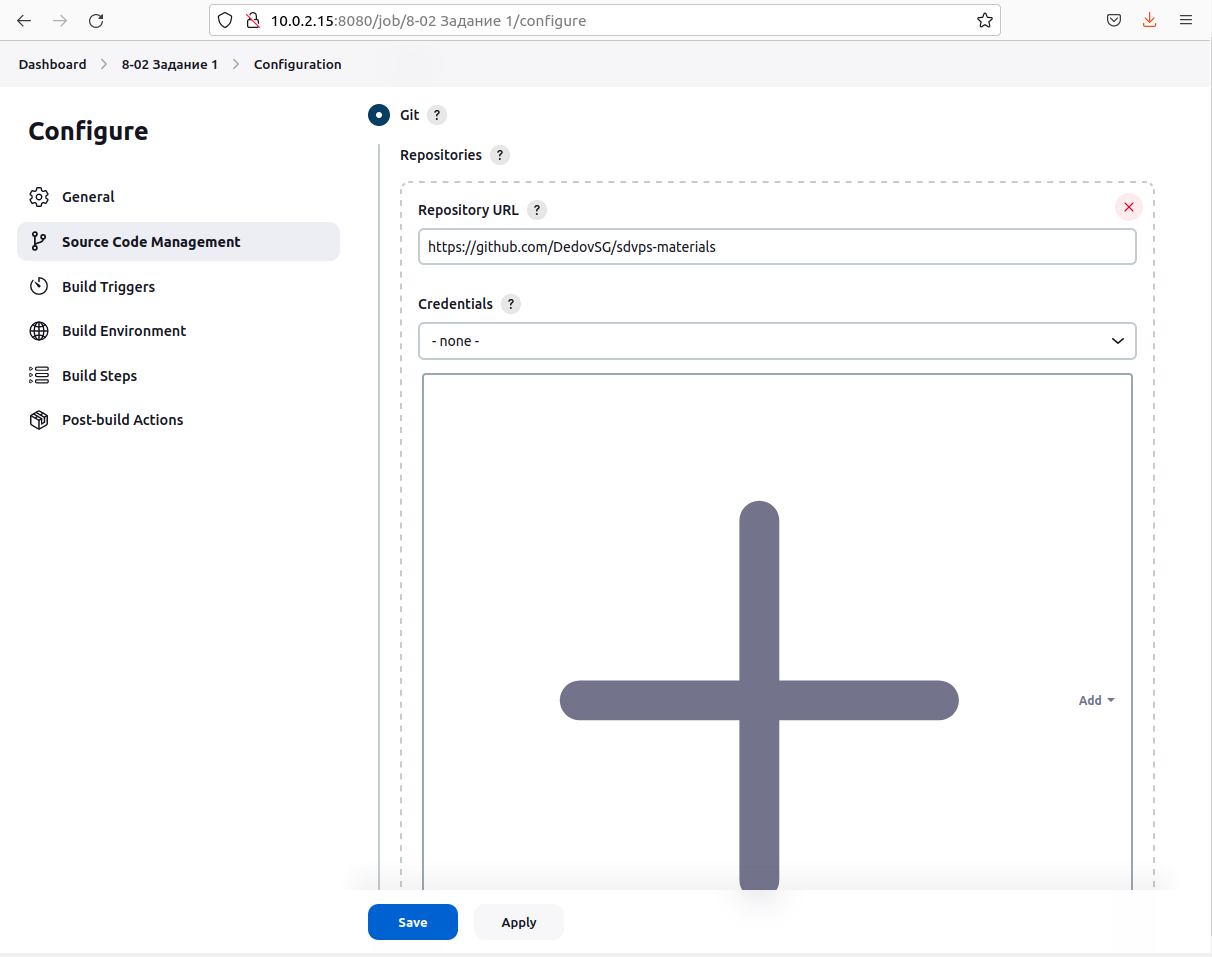 10.0.2.15:8080/job/8-02 Задание 1/configure
Dashboard 8-02 Задание 1 Configuration
Configure
General
Source Code Management
Build Triggers
Build Environment
Build Steps
Post-build Actions
Git ?
Repositories ?
Repository URL ?
https://github.com/DedovSG/sdvps-materials
Credentials ?
- none -
Add
Save Apply